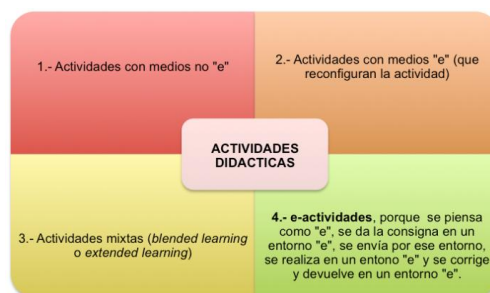 1.- Actividades con medios no "e"
2.- Actividades con medios "e" (que
reconfiguran la actividad)
ACTIVIDADES
DIDACTICAS
3.- Actividades mixtas (blended learning
o extended learning)
4.- e-actividades, porque se piensa
como "e", se da la consigna en un
entorno "e", se envía por ese entorno,
se realiza en un entono "e" y se corrige
y devuelve en un entorno "e".